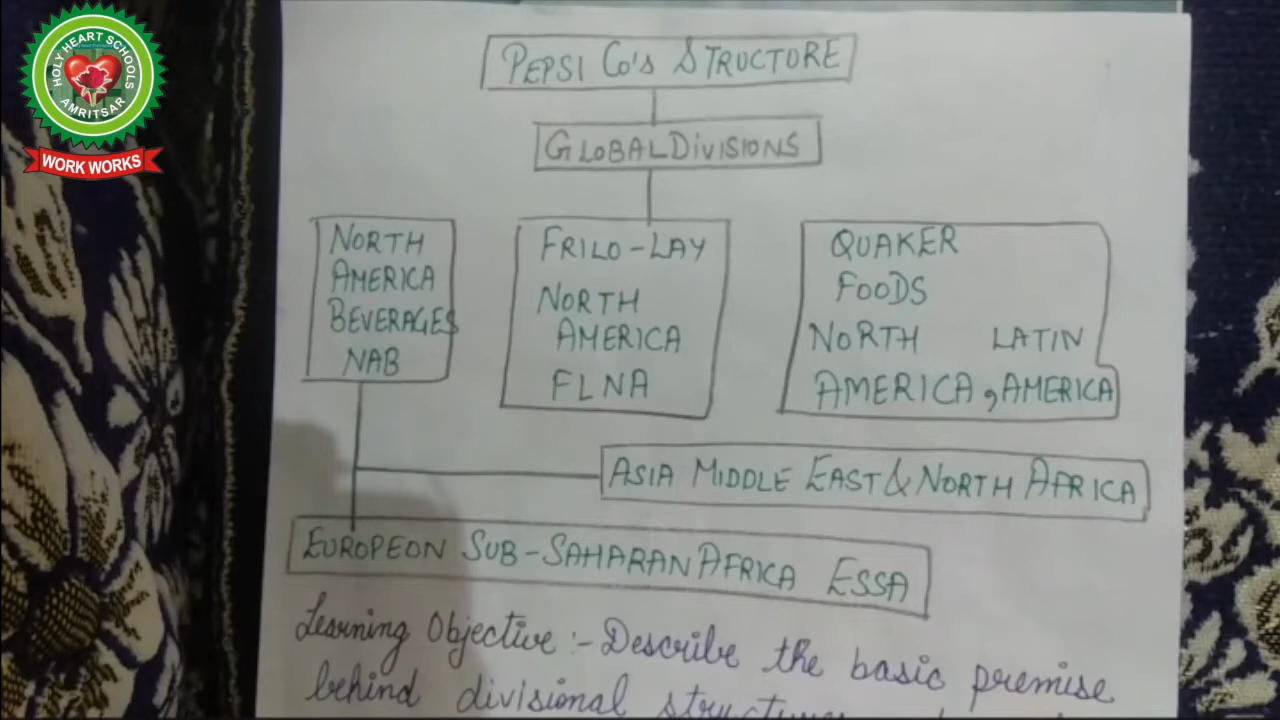 HOLY HEART SCHOOLS
AMRITSAR
WORK WORKS
PEPSI CO'S STRUCTORE
GLOBAL DIVISIONS
NORTH
AMERICA
BEVERAGES
NAB
FRILO-LAY
NORTH
AMERICA
FLNA
QUAKER
FOODS
NORTH LATIN
AMERICA, AMERICA
ASIA MIDDLE EAST & NORTH AFRICA
EUROPEON SUB-SAHARAN AFRICA ESSA
Learning Objective :- Describe the basic premise
behind divisional